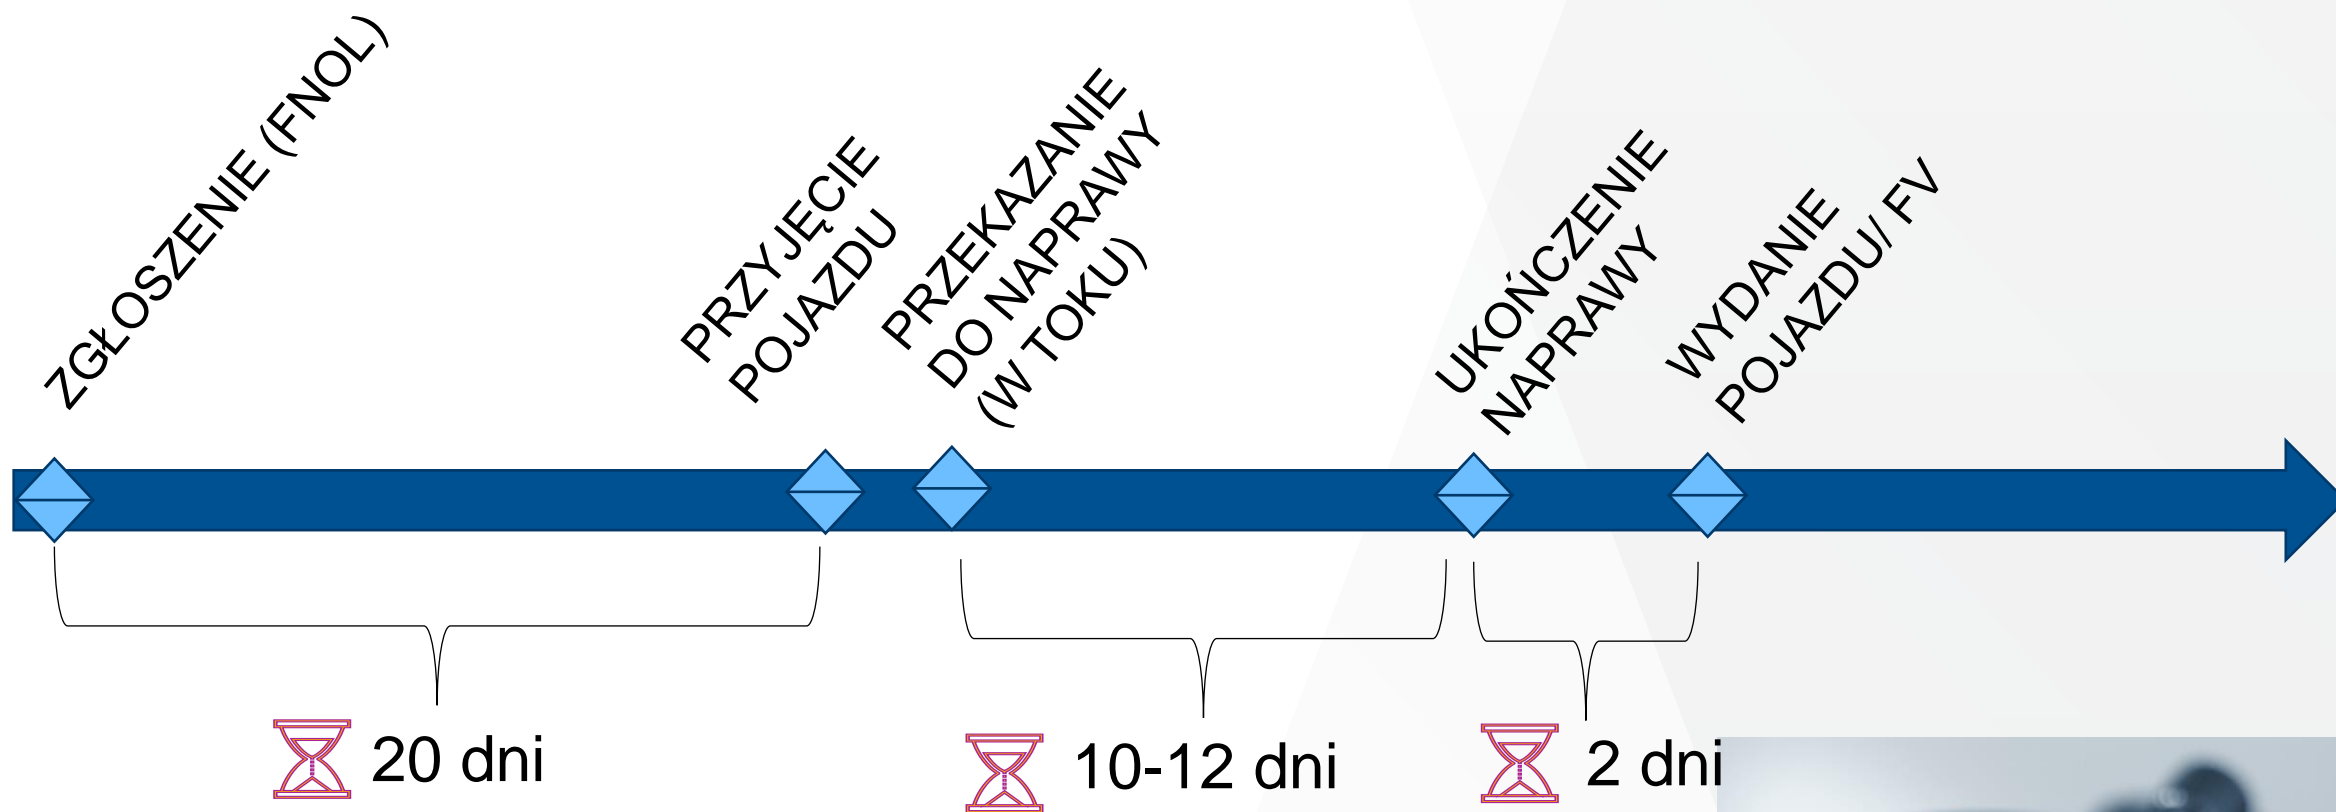 ZGŁOSZENIE (FNOL)
PRZYJĘCIE
POJAZDU
PRZEKAZANIE
DO NAPRAWY
(W TOKU)
UKOŃCZENIE
NAPRAWY
WYDANIE
POJAZDU/ FV
20 dni
10-12 dni
2 dni